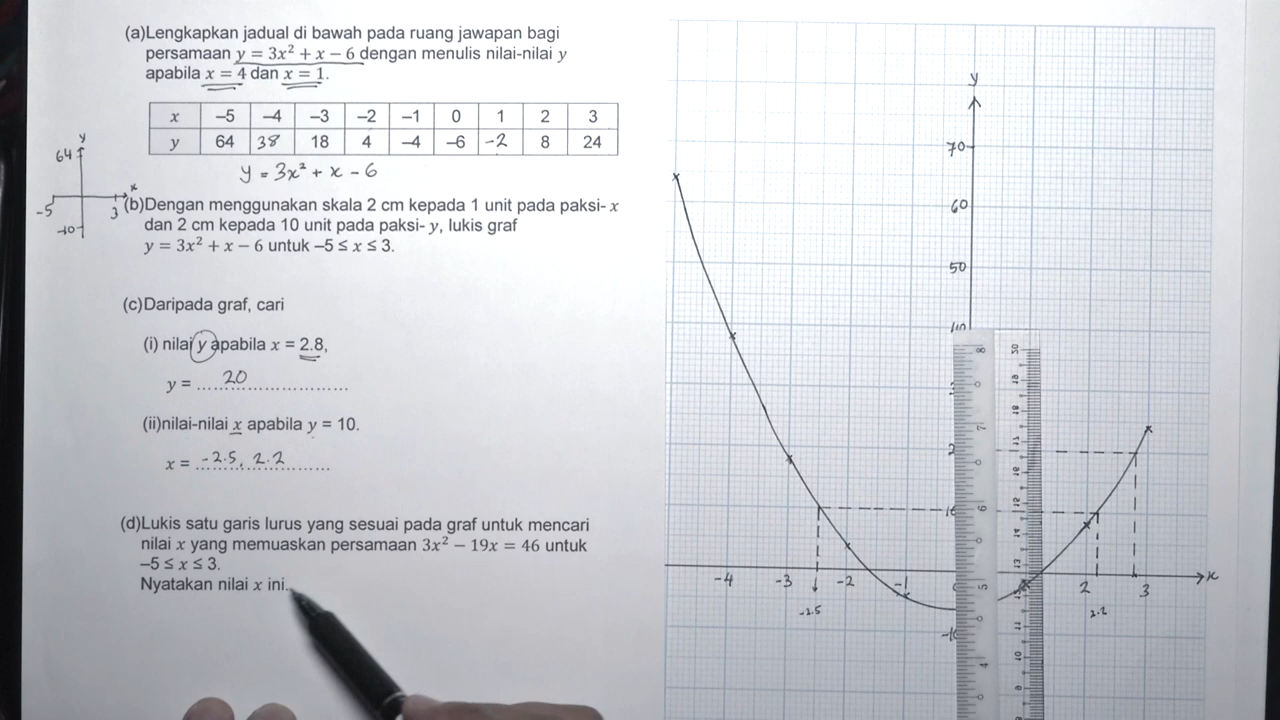 (a)Lengkapkan jadual di bawah pada ruang jawapan bagi
persamaan y = 3x² + x − 6 dengan menulis nilai-nilai y
apabila x = 4 dan x = 1.
x −5 −4 −3 −2 −1 0 1 2 3
y 64 38 18 4 −4 −6 -2 8 24
y = 3x² + x - 6
y
64
x
-5
3
-10
(b)Dengan menggunakan skala 2 cm kepada 1 unit pada paksi- x
dan 2 cm kepada 10 unit pada paksi- y, lukis graf
y = 3x² + x − 6 untuk −5 ≤ x ≤ 3.
(c)Daripada graf, cari
(i) nilai y apabila x = 2.8,
y = ....20....................
(ii)nilai-nilai x apabila y = 10.
x = ..-2.5, 2.2..............
(d)Lukis satu garis lurus yang sesuai pada graf untuk mencari
nilai x yang memuaskan persamaan 3x² − 19x = 46 untuk
−5 ≤ x ≤ 3.
Nyatakan nilai x ini.
y
70
60
50
-4 -3 -2 -1 2 3 x
-2.5 2.2
8
7
6
5
4